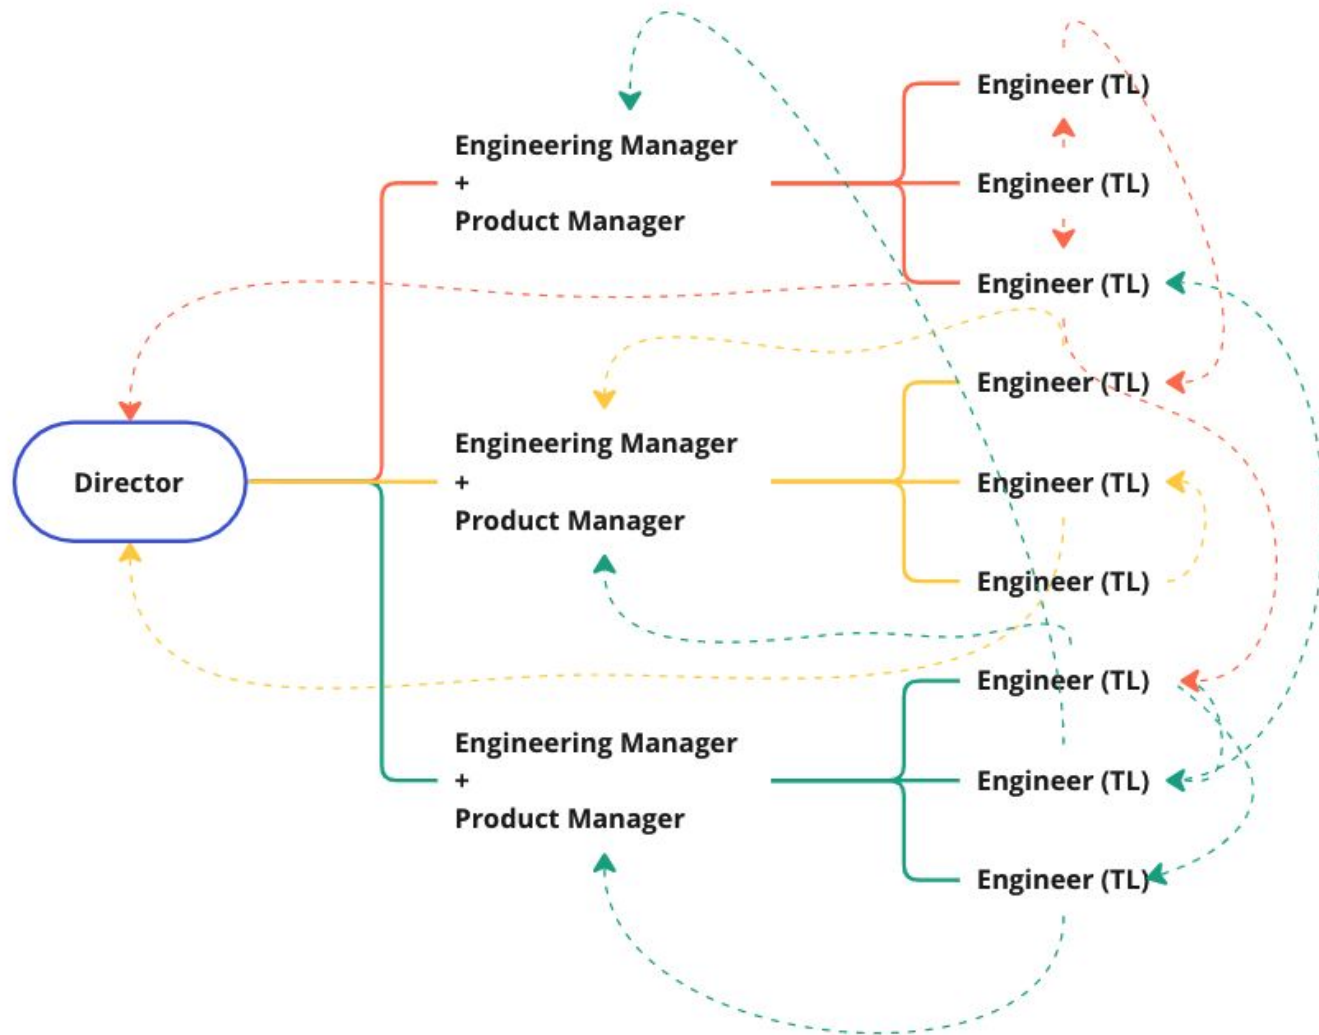 Engineer (TL)
Engineering Manager
+
Product Manager
Engineer (TL)
Engineer (TL)
Engineer (TL)
Director
Engineering Manager
+
Product Manager
Engineer (TL)
Engineer (TL)
Engineer (TL)
Engineering Manager
+
Product Manager
Engineer (TL)
Engineer (TL)